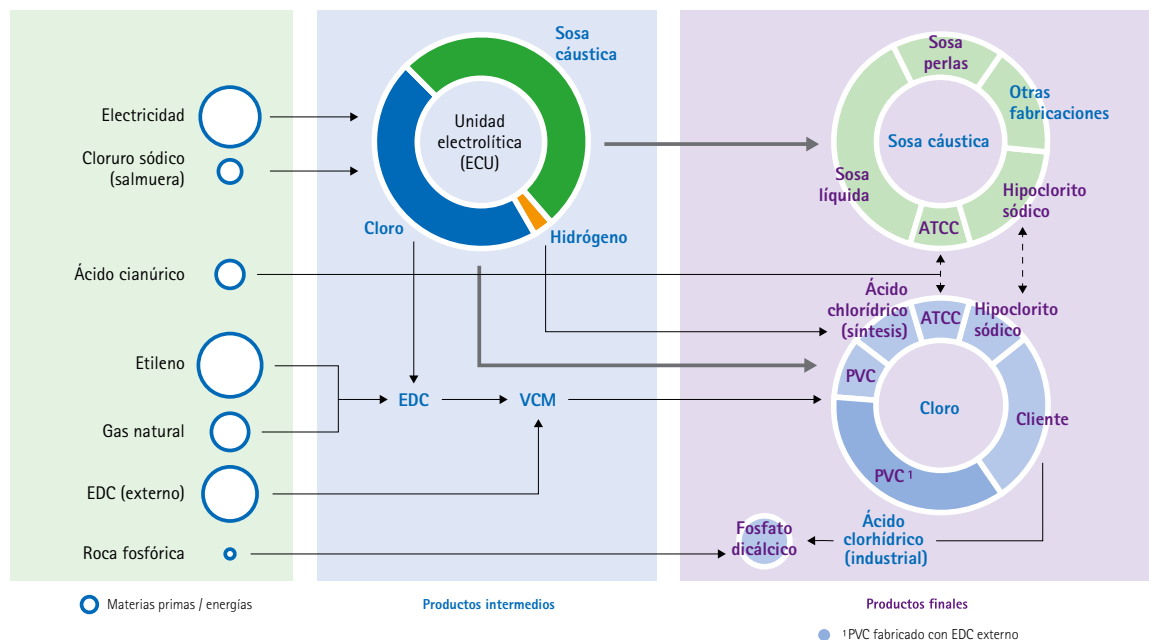 Electricidad
Cloruro sódico
(salmuera)
Ácido cianúrico
Etileno
Gas natural
EDC (externo)
Roca fosfórica
Materias primas / energías
Sosa
cáustica
Unidad
electrolítica
(ECU)
Cloro
Hidrógeno
EDC
VCM
Productos intermedios
Sosa
perlas
Otras
fabricaciones
Sosa cáustica
Sosa
líquida
Hipoclorito
sódico
ATCC
Ácido
chlorídrico
(síntesis)
ATCC
Hipoclorito
sódico
PVC
Cloro
Cliente
PVC ¹
Fosfato
dicálcico
Ácido
clorhídrico
(industrial)
Productos finales
¹PVC fabricado con EDC externo